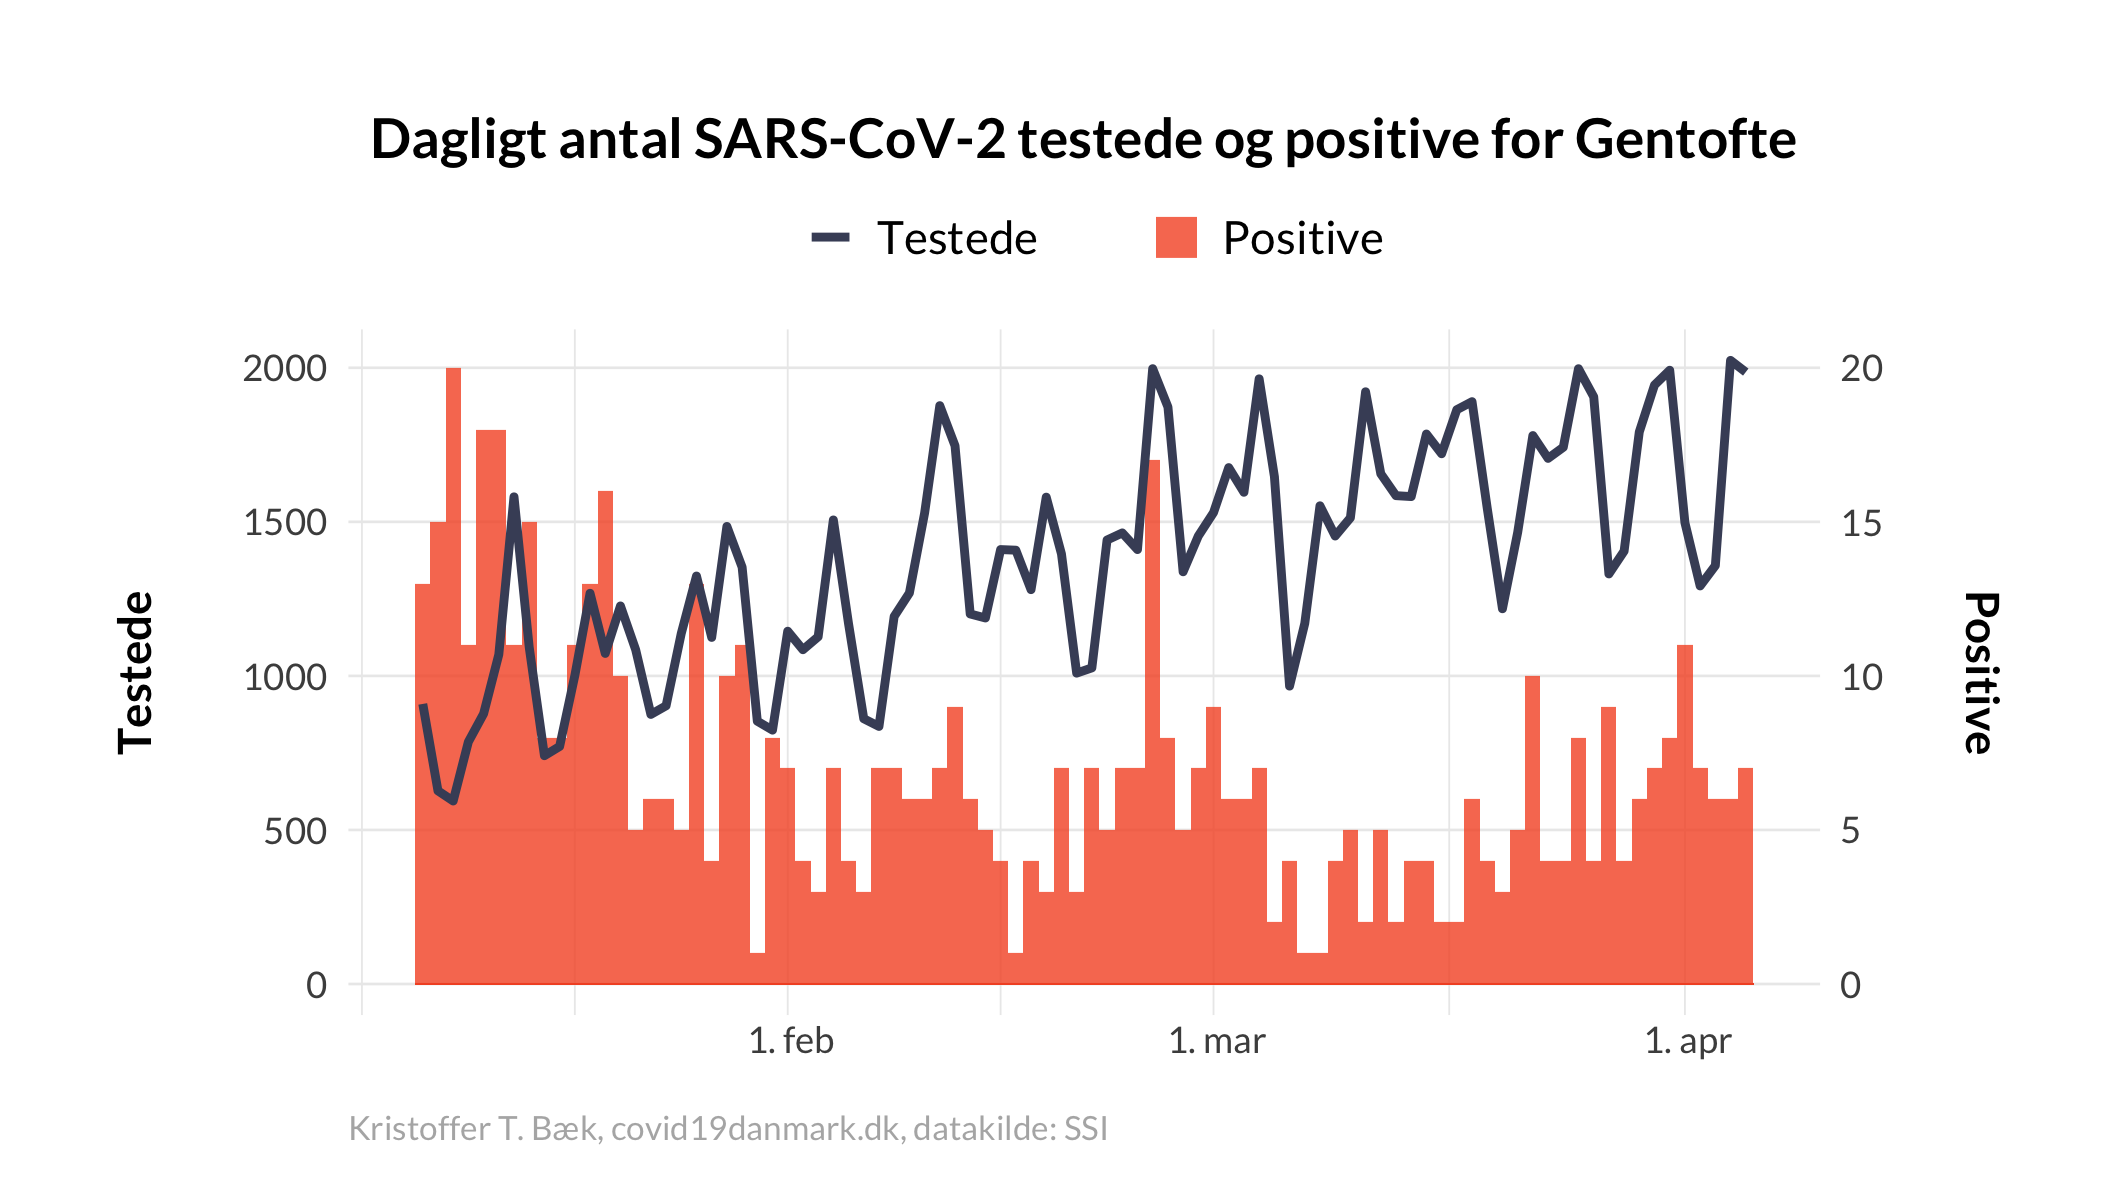 Dagligt antal SARS-CoV-2 testede og positive for Gentofte
Testede
Positive
Testede
2000
1500
1000
500
0
20
15
10
5
0
Positive
1. feb
1. mar
1. apr
Kristoffer T. Bæk, covid19danmark.dk, datakilde: SSI